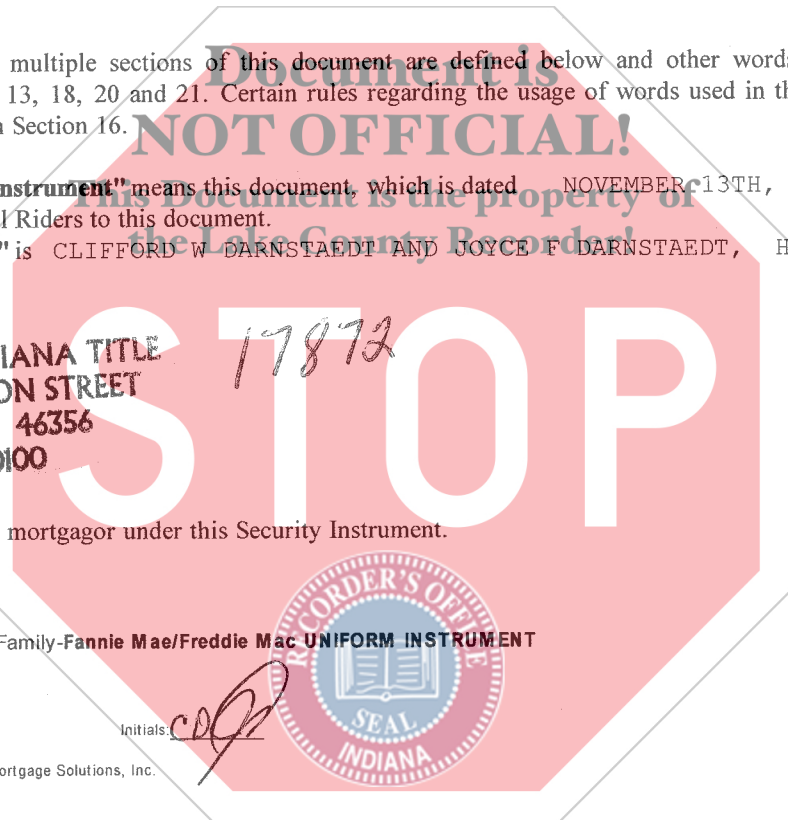 multiple sections of this document are defined below and other words
Document is
13, 18, 20 and 21. Certain rules regarding the usage of words used in th
Section 16.
NOT OFFICIAL!
nstrument" means this document, which is dated NOVEMBER 13TH,
This Document is the property of
l Riders to this document.
the Lake County Recorder!
" is CLIFFORD W DARNSTAEDT AND JOYCE F DARNSTAEDT, H
IANA TITLE
17872
ON STREET
46356
0100
STOP
mortgagor under this Security Instrument.
Family-Fannie Mae/Freddie Mac UNIFORM INSTRUMENT
RECORDER'S OFFICE
SEAL
INDIANA
Initials: CD
ortgage Solutions, Inc.